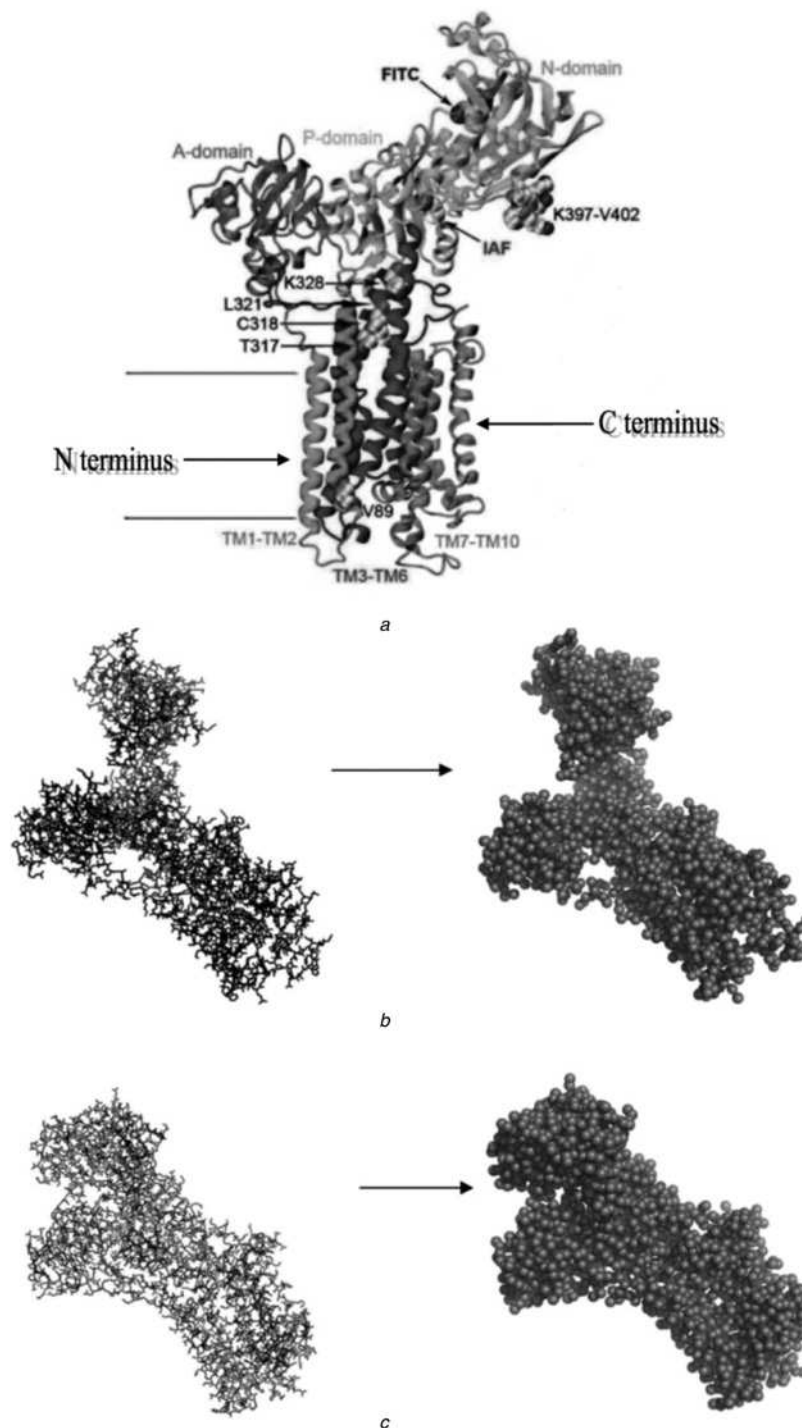 FITC
N-domain
P-domain
A-domain
K397-V402
IAF
K328
L321
C318
T317
N terminus
C terminus
V89
TM1-TM2
TM7-TM10
TM3-TM6
a
b
c